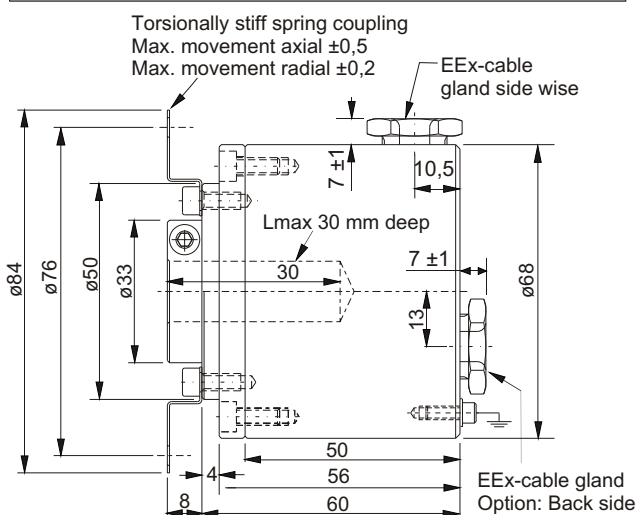 Torsionally stiff spring coupling
Max. movement axial ±0,5
Max. movement radial ±0,2
EEx-cable
gland side wise
7 ±1
10,5
Lmax 30 mm deep
30
7 ±1
ø84
ø76
ø50
ø33
13
ø68
50
4
56
8
60
EEx-cable gland
Option: Back side